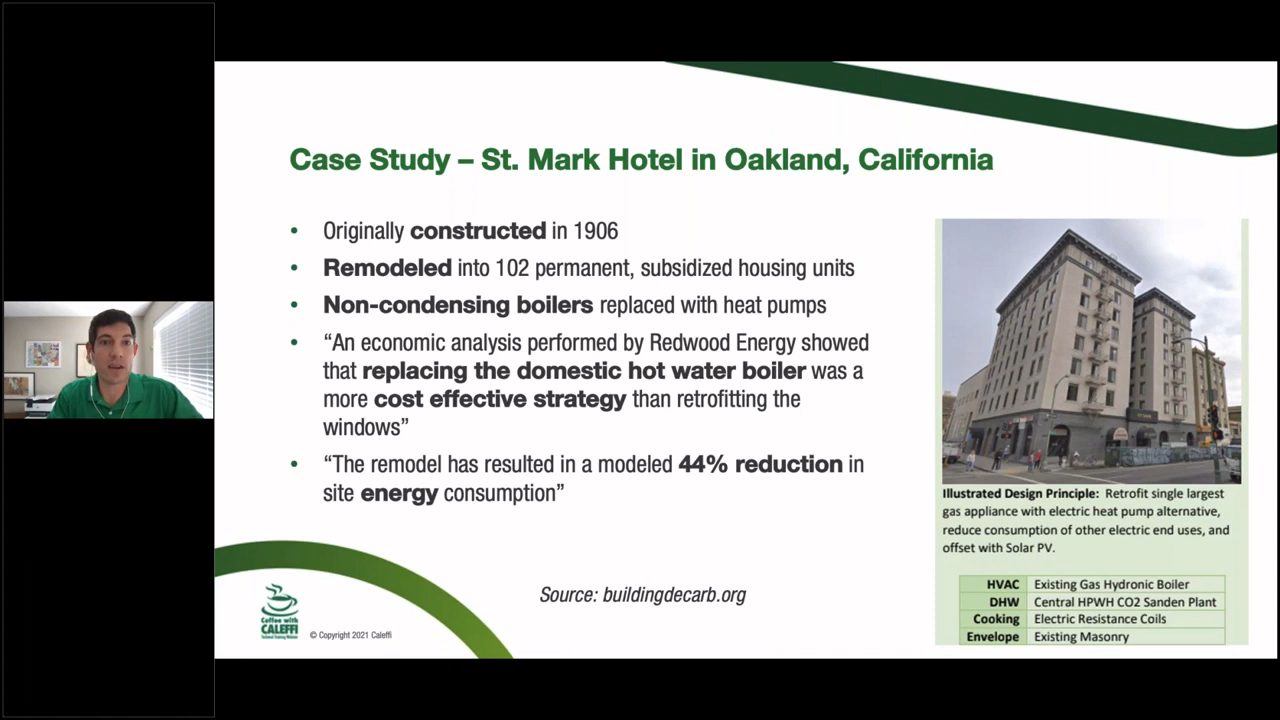 Case Study – St. Mark Hotel in Oakland, California
• Originally constructed in 1906
• Remodeled into 102 permanent, subsidized housing units
• Non-condensing boilers replaced with heat pumps
• “An economic analysis performed by Redwood Energy showed
that replacing the domestic hot water boiler was a
more cost effective strategy than retrofitting the
windows”
• “The remodel has resulted in a modeled 44% reduction in
site energy consumption”
Source: buildingdecarb.org
Illustrated Design Principle: Retrofit single largest
gas appliance with electric heat pump alternative,
reduce consumption of other electric end uses, and
offset with Solar PV.
HVAC Existing Gas Hydronic Boiler
DHW Central HPWH CO2 Sanden Plant
Cooking Electric Resistance Coils
Envelope Existing Masonry
Coffee with
CALEFFI
© Copyright 2021 Caleffi